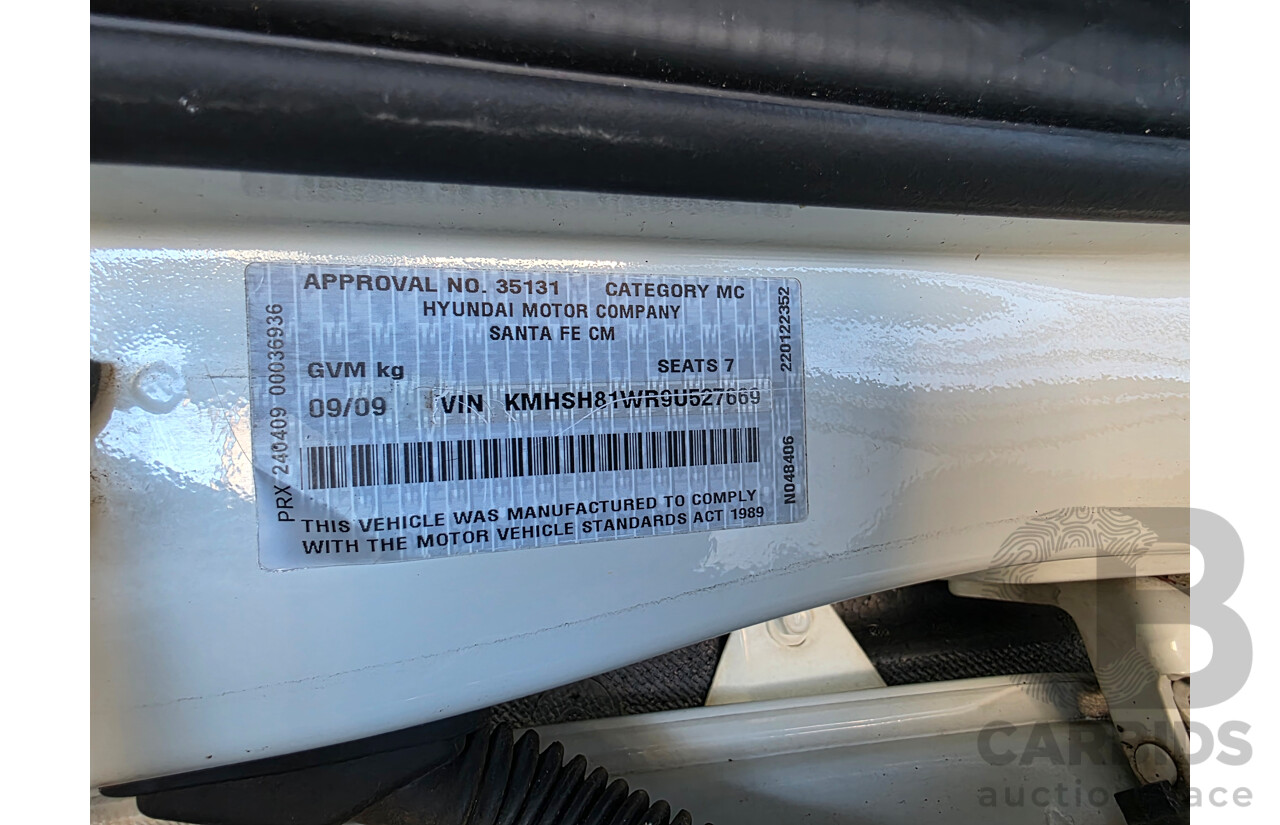 APPROVAL NO. 35131 CATEGORY MC
HYUNDAI MOTOR COMPANY
SANTA FE CM
GVM kg SEATS 7
09/09 VIN KMHSH81WR9U527669
THIS VEHICLE WAS MANUFACTURED TO COMPLY
WITH THE MOTOR VEHICLE STANDARDS ACT 1989
PRX 240409 00036936
220122352
N048406
CARBIDS